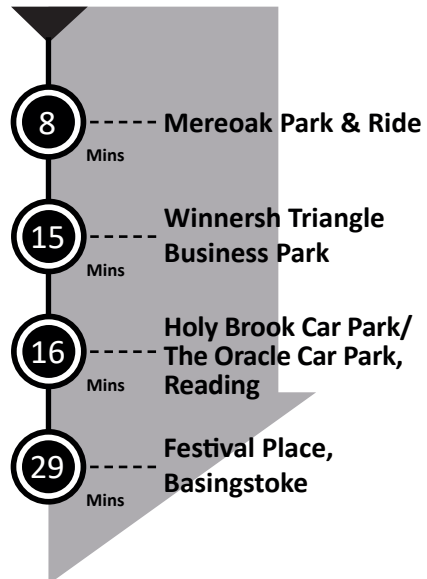 8
Mins
Mereoak Park & Ride
15
Mins
Winnersh Triangle
Business Park
16
Mins
Holy Brook Car Park/
The Oracle Car Park,
Reading
29
Mins
Festival Place,
Basingstoke